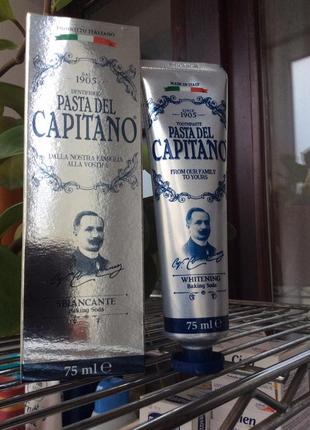 PRODOTTO ITALIANO
1905
DENTIFRICIO
PASTA DEL
CAPITANO
DALLA NOSTRA FAMIGLIA
ALLA VOSTRA
SBIANCANTE
Baking Soda
75 ml e
MADE IN ITALY
SINCE
1905
TOOTHPASTE
PASTA DEL
CAPITANO
FROM OUR FAMILY
TO YOURS
WHITENING
Baking Soda
75 ml e
Cien